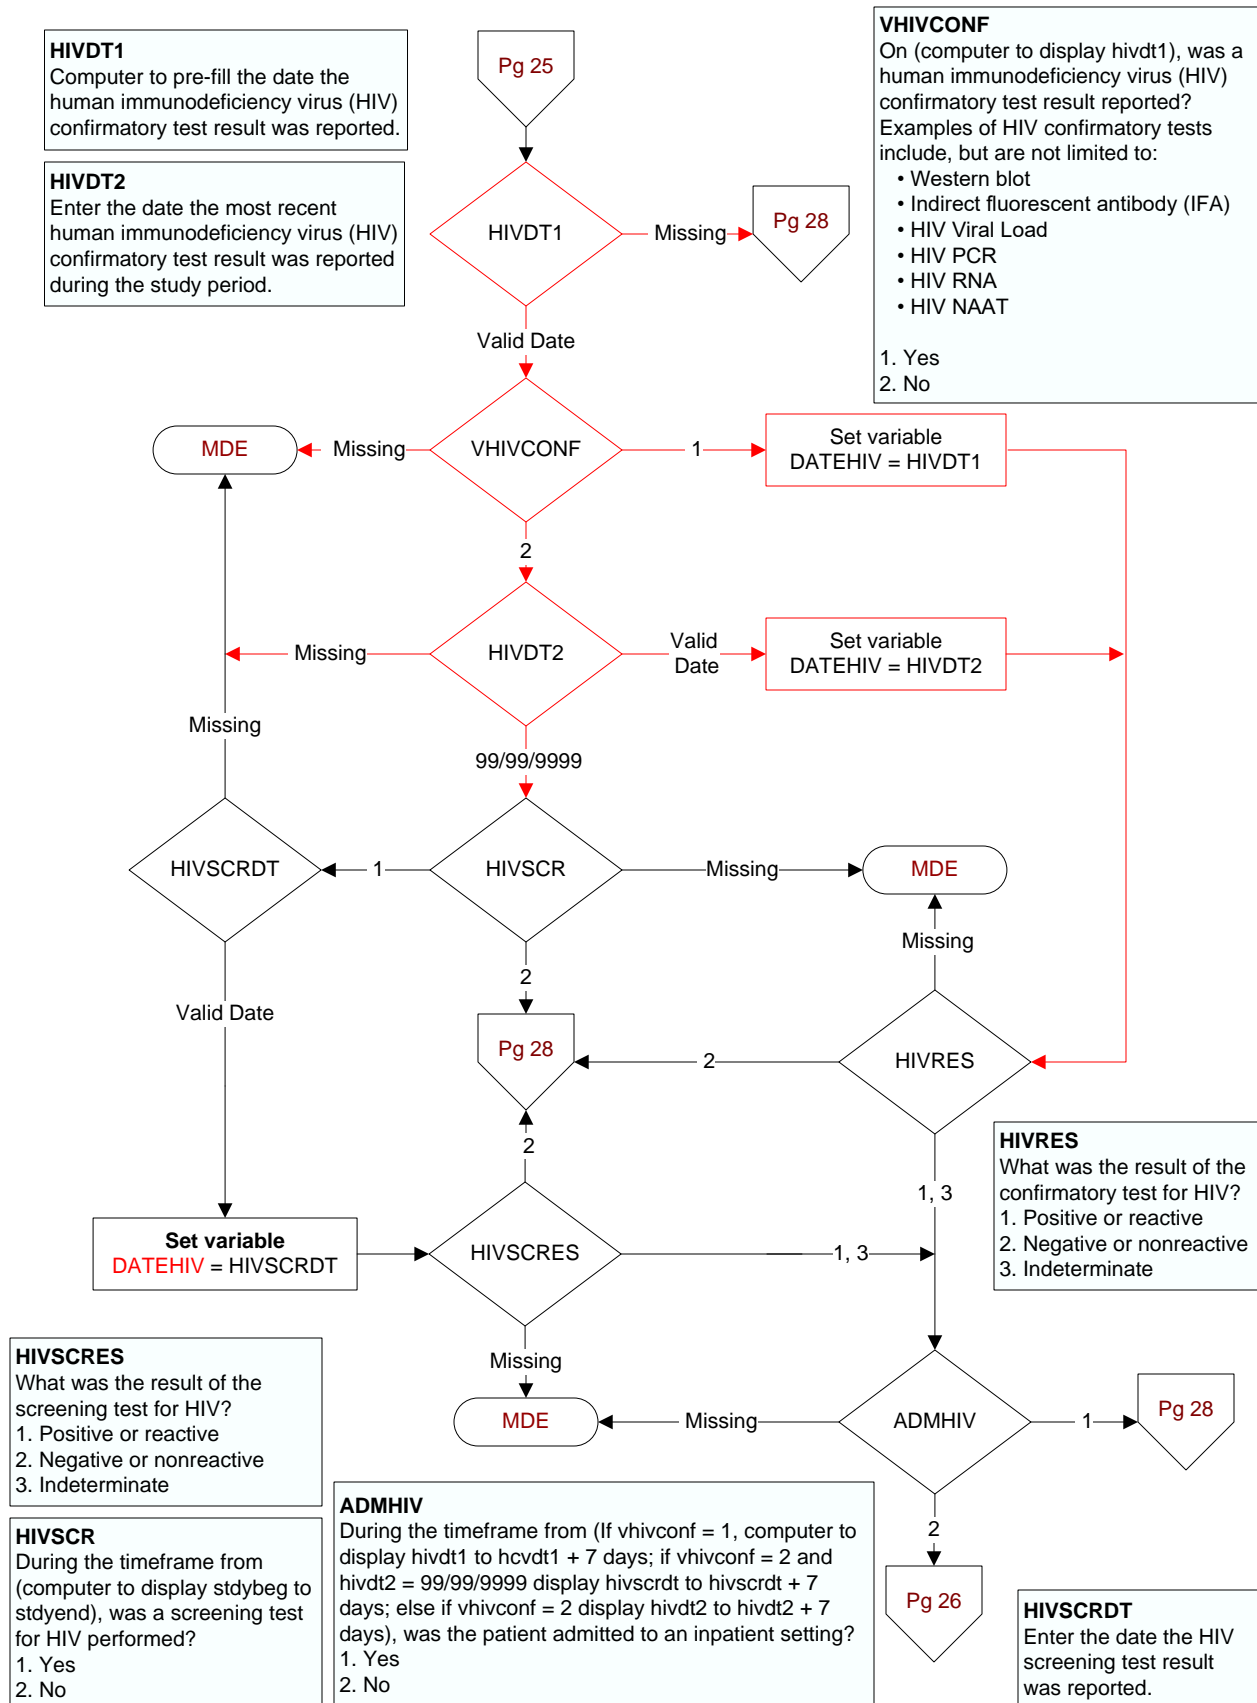 HIVDT1
Computer to pre-fill the date the
human immunodeficiency virus (HIV)
confirmatory test result was reported.
HIVDT2
Enter the date the most recent
human immunodeficiency virus (HIV)
confirmatory test result was reported
during the study period.
Pg 25
VHIVCONF
On (computer to display hivdt1), was a
human immunodeficiency virus (HIV)
confirmatory test result reported?
Examples of HIV confirmatory tests
include, but are not limited to:
• Western blot
• Indirect fluorescent antibody (IFA)
• HIV Viral Load
• HIV PCR
• HIV RNA
• HIV NAAT
1. Yes
2. No
HIVDT1
Missing
Pg 28
Valid Date
MDE
Missing
VHIVCONF
1
Set variable
DATEHIV = HIVDT1
2
Missing
HIVDT2
Valid
Date
Set variable
DATEHIV = HIVDT2
Missing
99/99/9999
HIVSCRDT
1
HIVSCR
Missing
MDE
Missing
2
Valid Date
Pg 28
2
HIVRES
2
HIVRES
What was the result of the
confirmatory test for HIV?
1. Positive or reactive
2. Negative or nonreactive
3. Indeterminate
1, 3
Set variable
DATEHIV = HIVSCRDT
HIVSCRES
1, 3
Missing
HIVSCRES
What was the result of the
screening test for HIV?
1. Positive or reactive
2. Negative or nonreactive
3. Indeterminate
MDE
Missing
ADMHIV
1
Pg 28
2
Pg 26
HIVSCR
During the timeframe from
(computer to display stdybeg to
stdyend), was a screening test
for HIV performed?
1. Yes
2. No
ADMHIV
During the timeframe from (If vhivconf = 1, computer to
display hivdt1 to hcvdt1 + 7 days; if vhivconf = 2 and
hivdt2 = 99/99/9999 display hivscrdt to hivscrdt + 7
days; else if vhivconf = 2 display hivdt2 to hivdt2 + 7
days), was the patient admitted to an inpatient setting?
1. Yes
2. No
HIVSCRDT
Enter the date the HIV
screening test result
was reported.